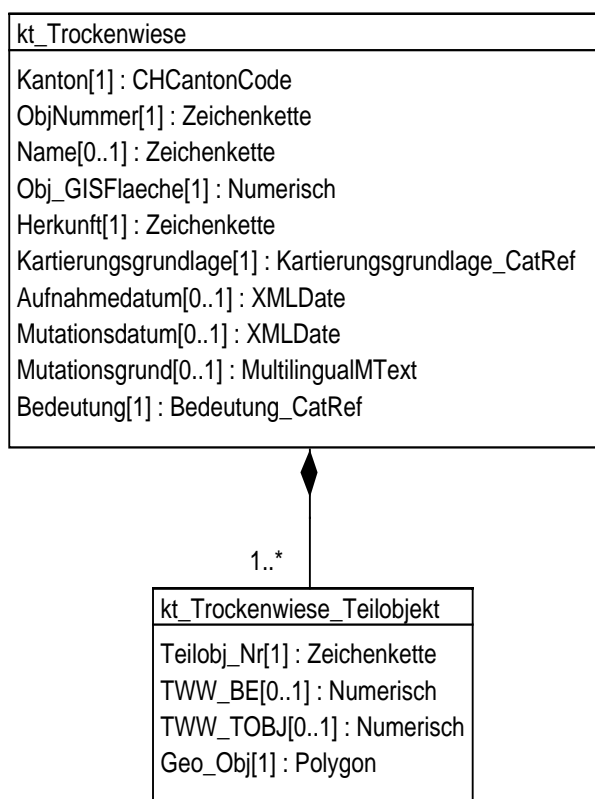 kt_Trockenwiese
Kanton[1] : CHCantonCode
ObjNummer[1] : Zeichenkette
Name[0..1] : Zeichenkette
Obj_GISFlaeche[1] : Numerisch
Herkunft[1] : Zeichenkette
Kartierungsgrundlage[1] : Kartierungsgrundlage_CatRef
Aufnahmedatum[0..1] : XMLDate
Mutationsdatum[0..1] : XMLDate
Mutationsgrund[0..1] : MultilingualMText
Bedeutung[1] : Bedeutung_CatRef
1..*
kt_Trockenwiese_Teilobjekt
Teilobj_Nr[1] : Zeichenkette
TWW_BE[0..1] : Numerisch
TWW_TOBJ[0..1] : Numerisch
Geo_Obj[1] : Polygon